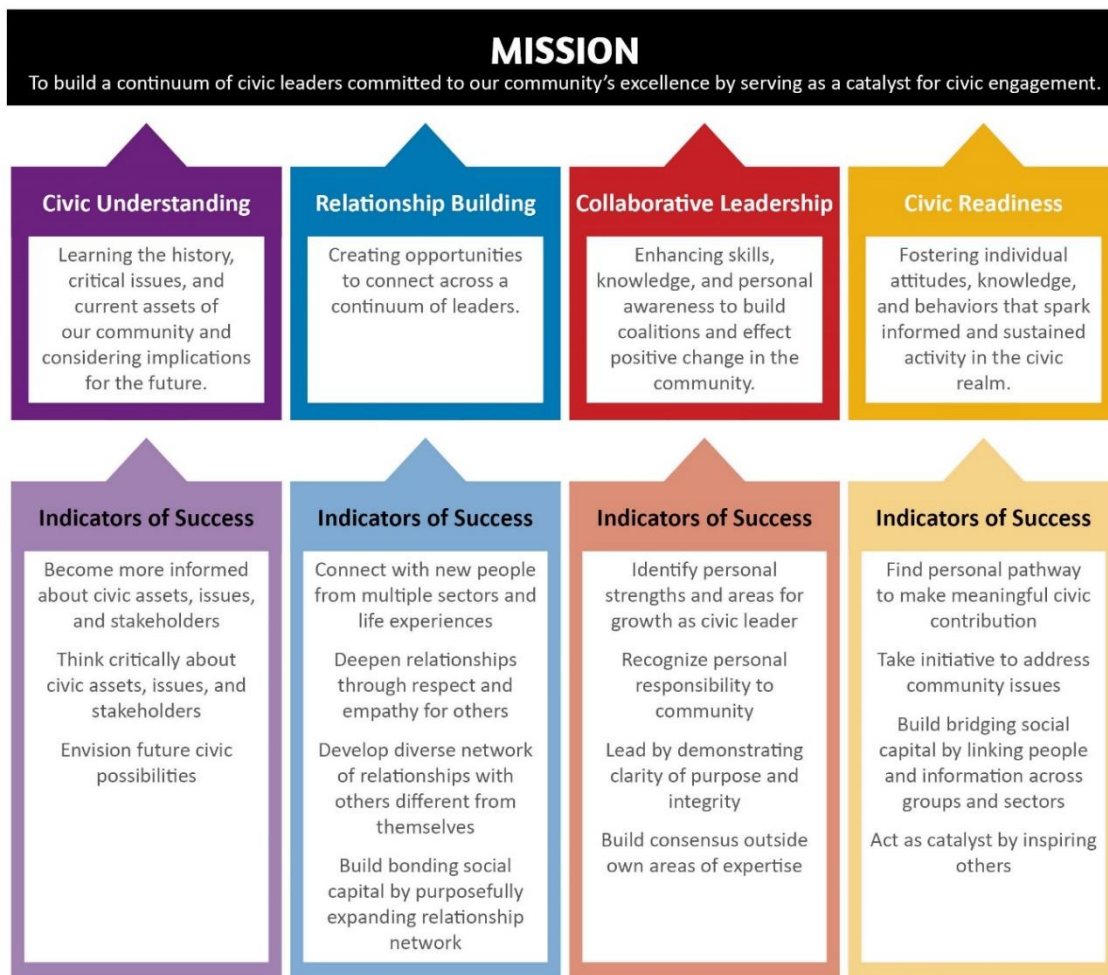 MISSION
To build a continuum of civic leaders committed to our community's excellence by serving as a catalyst for civic engagement.
Civic Understanding
Learning the history,
critical issues, and
current assets of
our community and
considering implications
for the future.
Relationship Building
Creating opportunities
to connect across a
continuum of leaders.
Collaborative Leadership
Enhancing skills,
knowledge, and personal
awareness to build
coalitions and effect
positive change in the
community.
Civic Readiness
Fostering individual
attitudes, knowledge,
and behaviors that spark
informed and sustained
activity in the civic
realm.
Indicators of Success
Become more informed
about civic assets, issues,
and stakeholders
Think critically about
civic assets, issues, and
stakeholders
Envision future civic
possibilities
Indicators of Success
Connect with new people
from multiple sectors and
life experiences
Deepen relationships
through respect and
empathy for others
Develop diverse network
of relationships with
others different from
themselves
Build bonding social
capital by purposefully
expanding relationship
network
Indicators of Success
Identify personal
strengths and areas for
growth as civic leader
Recognize personal
responsibility to
community
Lead by demonstrating
clarity of purpose and
integrity
Build consensus outside
own areas of expertise
Indicators of Success
Find personal pathway
to make meaningful civic
contribution
Take initiative to address
community issues
Build bridging social
capital by linking people
and information across
groups and sectors
Act as catalyst by inspiring
others